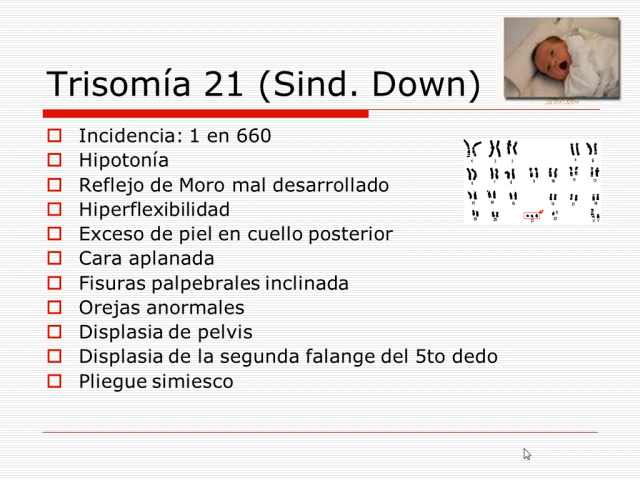 Trisomía 21 (Sind. Down)
Incidencia: 1 en 660
Hipotonía
Reflejo de Moro mal desarrollado
Hiperflexibilidad
Exceso de piel en cuello posterior
Cara aplanada
Fisuras palpebrales inclinada
Orejas anormales
Displasia de pelvis
Displasia de la segunda falange del 5to dedo
Pliegue simiesco